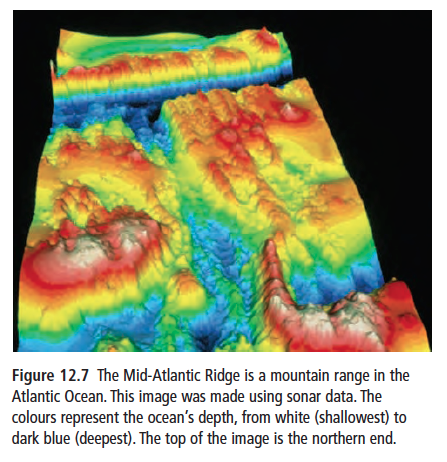 Figure 12.7 The Mid-Atlantic Ridge is a mountain range in the
Atlantic Ocean. This image was made using sonar data. The
colours represent the ocean's depth, from white (shallowest) to
dark blue (deepest). The top of the image is the northern end.